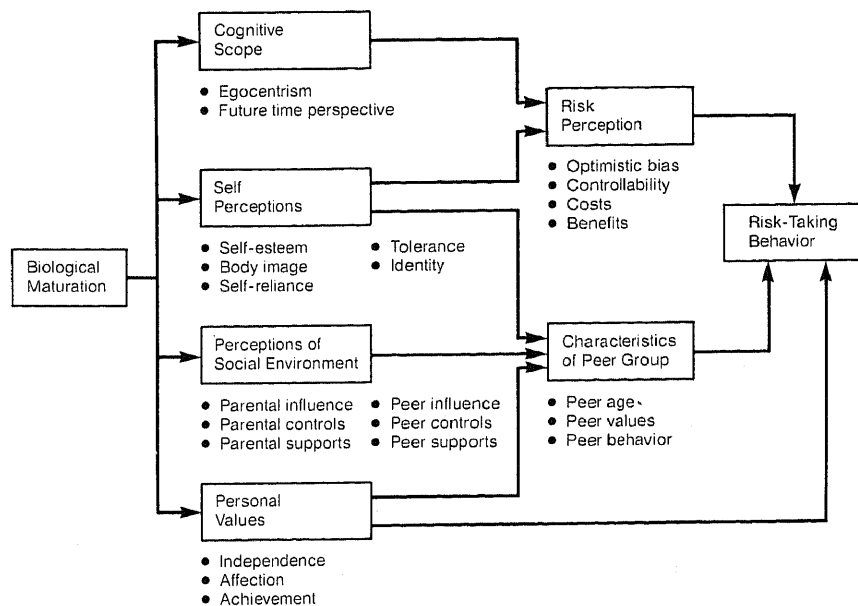 Cognitive
Scope
● Egocentrism
● Future time perspective
Risk
Perception
● Optimistic bias
● Controllability
● Costs
● Benefits
Self
Perceptions
● Self-esteem
● Body image
● Self-reliance
● Tolerance
● Identity
Risk-Taking
Behavior
Biological
Maturation
Perceptions of
Social Environment
● Parental influence
● Parental controls
● Parental supports
● Peer influence
● Peer controls
● Peer supports
Characteristics
of Peer Group
● Peer age
● Peer values
● Peer behavior
Personal
Values
● Independence
● Affection
● Achievement